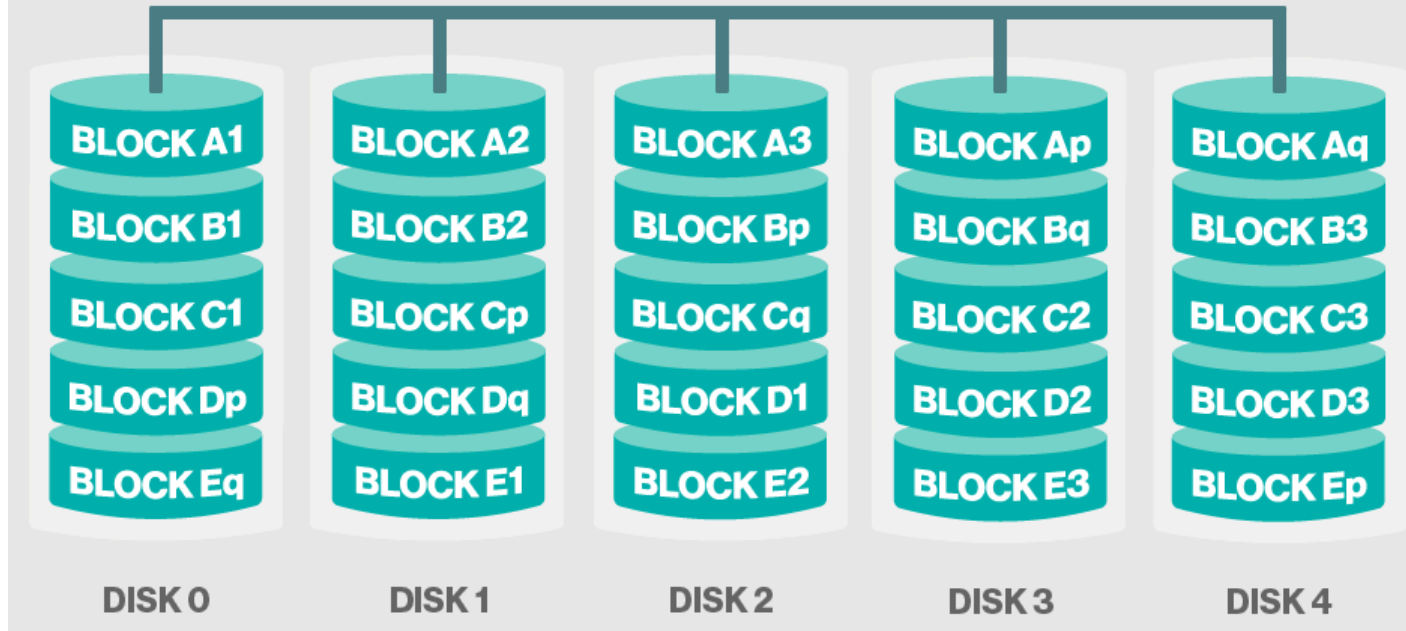 BLOCK A1 BLOCK A2 BLOCK A3 BLOCK Ap BLOCK Aq
BLOCK B1 BLOCK B2 BLOCK Bp BLOCK Bq BLOCK B3
BLOCK C1 BLOCK Cp BLOCK Cq BLOCK C2 BLOCK C3
BLOCK Dp BLOCK Dq BLOCK D1 BLOCK D2 BLOCK D3
BLOCK Eq BLOCK E1 BLOCK E2 BLOCK E3 BLOCK Ep
DISK 0 DISK 1 DISK 2 DISK 3 DISK 4